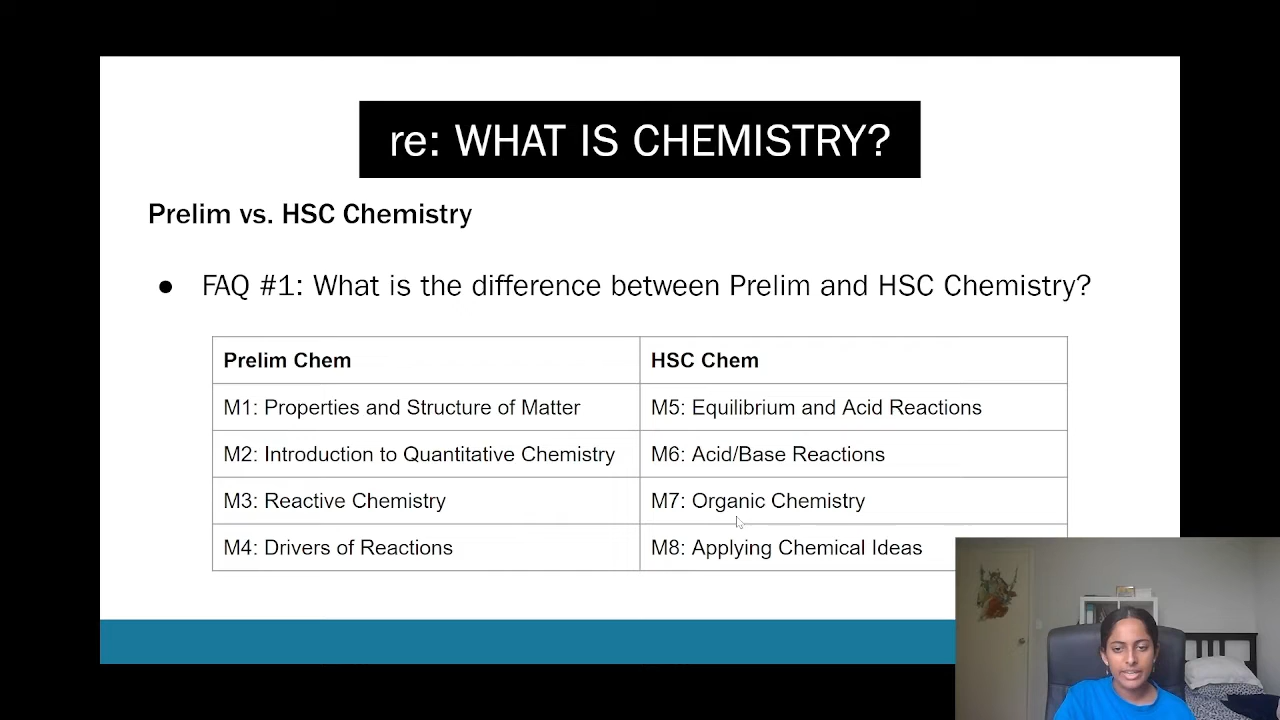 re: WHAT IS CHEMISTRY?
Prelim vs. HSC Chemistry
● FAQ #1: What is the difference between Prelim and HSC Chemistry?
Prelim Chem HSC Chem
M1: Properties and Structure of Matter M5: Equilibrium and Acid Reactions
M2: Introduction to Quantitative Chemistry M6: Acid/Base Reactions
M3: Reactive Chemistry M7: Organic Chemistry
M4: Drivers of Reactions M8: Applying Chemical Ideas